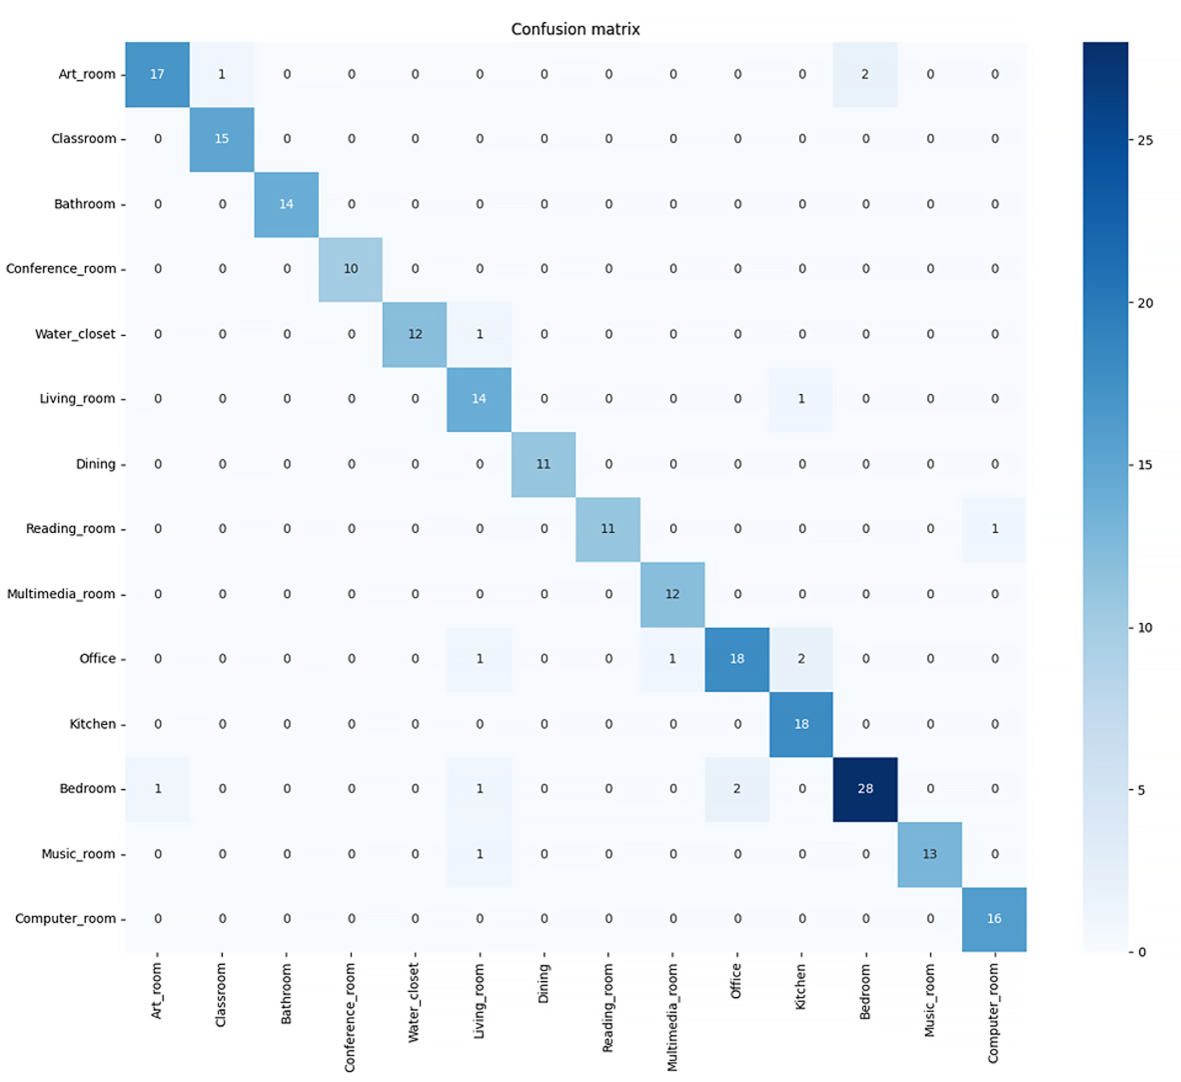 Confusion matrix
Art_room 17 1 0 0 0 0 0 0 0 0 0 2 0 0
Classroom 0 15 0 0 0 0 0 0 0 0 0 0 0 0
Bathroom 0 0 14 0 0 0 0 0 0 0 0 0 0 0
Conference_room 0 0 0 10 0 0 0 0 0 0 0 0 0 0
Water_closet 0 0 0 0 12 1 0 0 0 0 0 0 0 0
Living_room 0 0 0 0 0 14 0 0 0 0 1 0 0 0
Dining 0 0 0 0 0 0 11 0 0 0 0 0 0 0
Reading_room 0 0 0 0 0 0 0 11 0 0 0 0 0 1
Multimedia_room 0 0 0 0 0 0 0 0 12 0 0 0 0 0
Office 0 0 0 0 0 1 0 0 1 18 2 0 0 0
Kitchen 0 0 0 0 0 0 0 0 0 0 18 0 0 0
Bedroom 1 0 0 0 0 1 0 0 0 2 0 28 0 0
Music_room 0 0 0 0 0 1 0 0 0 0 0 0 13 0
Computer_room 0 0 0 0 0 0 0 0 0 0 0 0 0 16
Art_room
Classroom
Bathroom
Conference_room
Water_closet
Living_room
Dining
Reading_room
Multimedia_room
Office
Kitchen
Bedroom
Music_room
Computer_room
25
20
15
10
5
0